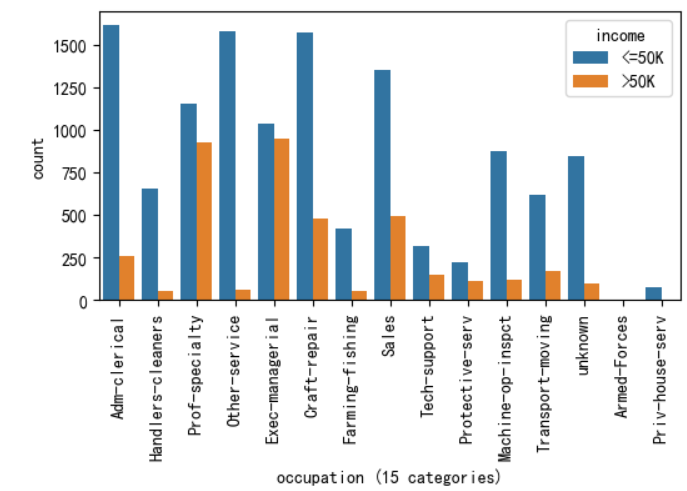 income
<=50K
>50K
1500
1250
1000
750
500
250
0
count
Adm-clerical
Handlers-cleaners
Prof-specialty
Other-service
Exec-managerial
Craft-repair
Farming-fishing
Sales
Tech-support
Protective-serv
Machine-op-inspct
Transport-moving
unknown
Armed-Forces
Priv-house-serv
occupation (15 categories)